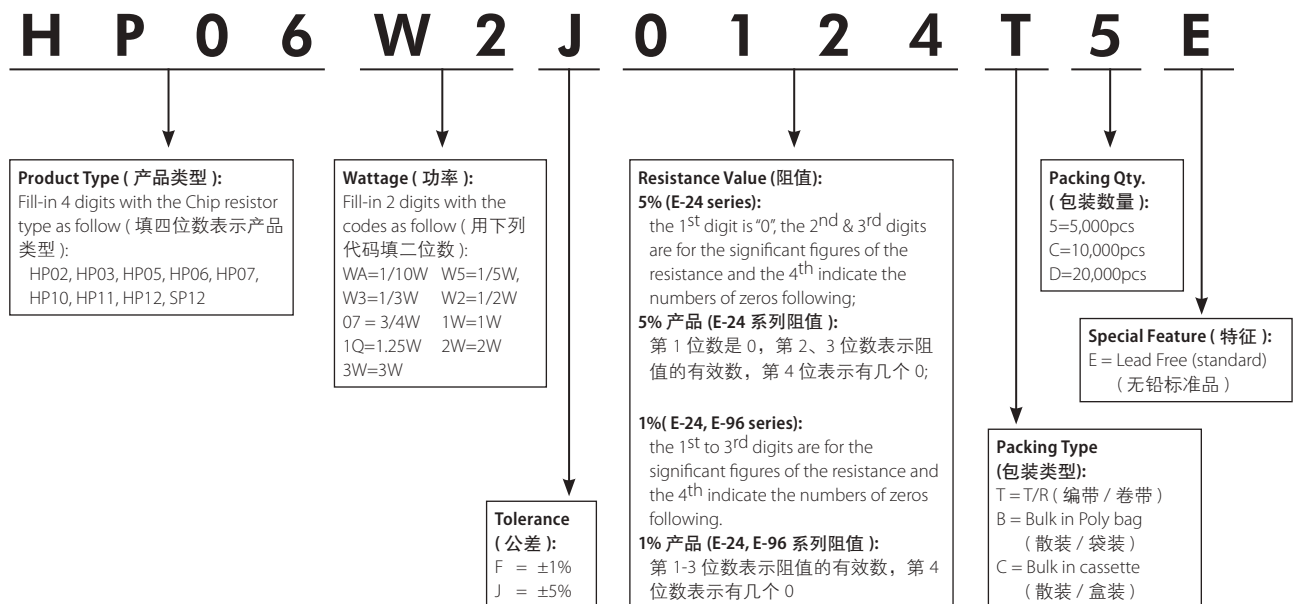 H P 0 6 W 2 J 0 1 2 4 T 5 E
Product Type ( 产品类型 ):
Fill-in 4 digits with the Chip resistor
type as follow ( 填四位数表示产品
类型 ):
HP02, HP03, HP05, HP06, HP07,
HP10, HP11, HP12, SP12
Wattage ( 功率 ):
Fill-in 2 digits with the
codes as follow ( 用下列
代码填二位数 ):
WA=1/10W W5=1/5W,
W3=1/3W W2=1/2W
07 = 3/4W 1W=1W
1Q=1.25W 2W=2W
3W=3W
Tolerance
( 公差 ):
F = ±1%
J = ±5%
Resistance Value (阻值):
5% (E-24 series):
the 1st digit is “0”, the 2nd & 3rd digits
are for the significant figures of the
resistance and the 4th indicate the
numbers of zeros following;
5% 产品 (E-24 系列阻值 ):
第 1 位数是 0，第 2、3 位数表示阻
值的有效数，第 4 位表示有几个 0;
1%( E-24, E-96 series):
the 1st to 3rd digits are for the
significant figures of the resistance and
the 4th indicate the numbers of zeros
following.
1% 产品 (E-24, E-96 系列阻值 ):
第 1-3 位数表示阻值的有效数，第 4
位数表示有几个 0
Packing Type
(包装类型):
T = T/R ( 编带 / 卷带 )
B = Bulk in Poly bag
( 散装 / 袋装 )
C = Bulk in cassette
( 散装 / 盒装 )
Packing Qty.
( 包装数量 ):
5=5,000pcs
C=10,000pcs
D=20,000pcs
Special Feature ( 特征 ):
E = Lead Free (standard)
( 无铅标准品 )